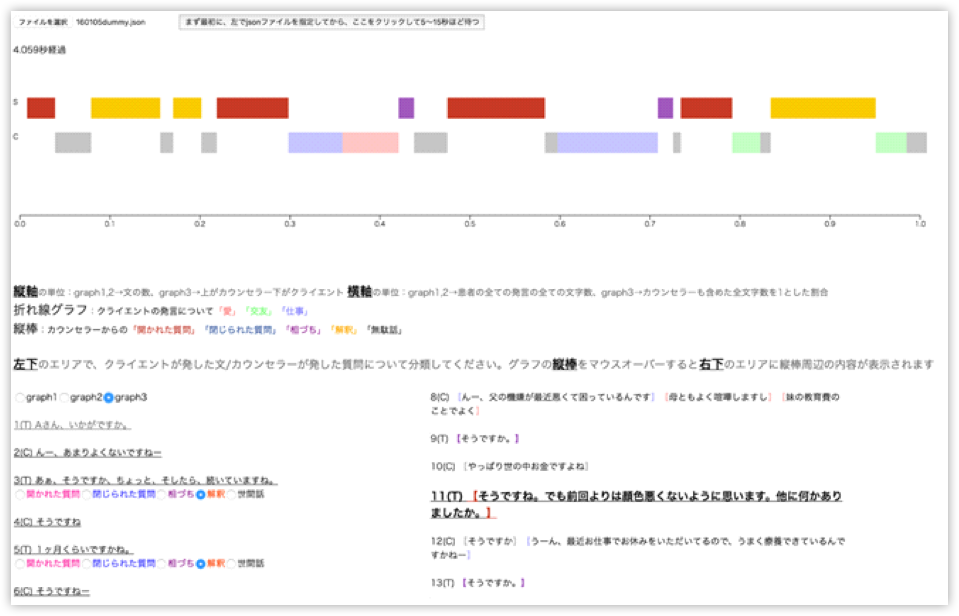 ファイルを選択 160105dummy.json まず最初に、左でjsonファイルを指定してから、ここをクリックして5〜15秒ほど待つ
4.059秒経過
S
C
0.0 0.1 0.2 0.3 0.4 0.5 0.6 0.7 0.8 0.9 1.0
縦軸の単位：graph1,2→文の数、graph3→上がカウンセラー下がクライエント 横軸の単位：graph1,2→患者の全ての発言の全ての文字数、graph3→カウンセラーも含めた全文字数を1とした割合
折れ線グラフ：クライエントの発言について「愛」「交友」「仕事」
縦棒：カウンセラーからの「開かれた質問」「閉じられた質問」「相づち」「解釈」「無駄話」
左下のエリアで、クライエントが発した文/カウンセラーが発した質問について分類してください。グラフの縦棒をマウスオーバーすると右下のエリアに縦棒周辺の内容が表示されます
graph1 graph2 graph3
1(T) Aさん、いかがですか。
2(C) んー、あまりよくないですねー
3(T) あぁ、そうですか、ちょっと、そしたら、続いていますね。
開かれた質問 閉じられた質問 相づち 解釈 世間話
4(C) そうですね
5(T) 1ヶ月くらいですかね。
開かれた質問 閉じられた質問 相づち 解釈 世間話
6(C) そうですねー
8(C) [んー、父の機嫌が最近悪くて困っているんです] [母ともよく喧嘩しますし] [妹の教育費の
ことでよく]
9(T) 【そうですか。】
10(C) [やっぱり世の中お金ですよね]
11(T) 【そうですね。でも前回よりは顔色悪くないように思います。他に何かあり
ましたか。】
12(C) [そうですか] [うーん、最近お仕事でお休みをいただいてるので、うまく療養できているんで
すかねー]
13(T) 【そうですか。】